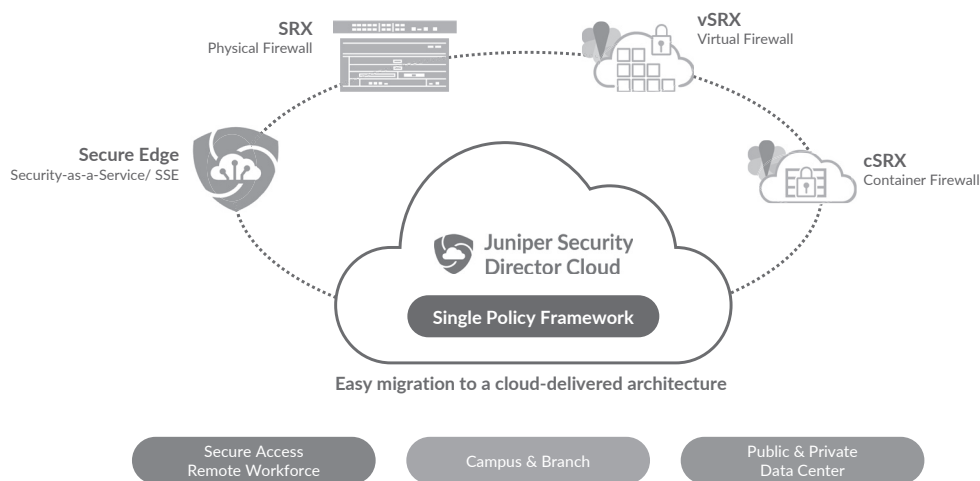 SRX
Physical Firewall
vSRX
Virtual Firewall
Secure Edge
Security-as-a-Service/ SSE
cSRX
Container Firewall
Juniper Security
Director Cloud
Single Policy Framework
Easy migration to a cloud-delivered architecture
Secure Access
Remote Workforce
Campus & Branch
Public & Private
Data Center